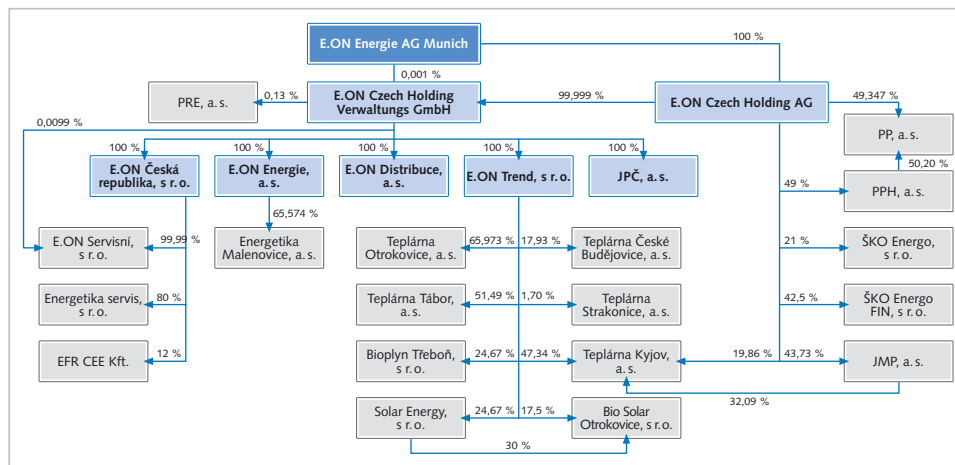 E.ON Energie AG Munich
100 %
0,001 %
PRE, a. s.
0,13 %
E.ON Czech Holding
Verwaltungs GmbH
99,999 %
E.ON Czech Holding AG
49,347 %
PP, a. s.
0,0099 %
100 %
100 %
100 %
100 %
100 %
50,20 %
E.ON Česká
republika, s r. o.
E.ON Energie,
a. s.
E.ON Distribuce,
a. s.
E.ON Trend, s r. o.
JPČ, a. s.
49 %
PPH, a. s.
65,574 %
E.ON Servisní,
s r. o.
99,99 %
Energetika
Malenovice, a. s.
Teplárna
Otrokovice, a. s.
65,973 %
17,93 %
Teplárna České
Budějovice, a. s.
21 %
ŠKO Energo,
s r. o.
Energetika servis,
s r. o.
80 %
Teplárna Tábor,
a. s.
51,49 %
1,70 %
Teplárna
Strakonice, a. s.
42,5 %
ŠKO Energo
FIN, s r. o.
EFR CEE Kft.
12 %
Bioplyn Třeboň,
s r. o.
24,67 %
47,34 %
Teplárna Kyjov,
a. s.
19,86 %
43,73 %
JMP, a. s.
32,09 %
Solar Energy,
s r. o.
24,67 %
17,5 %
Bio Solar
Otrokovice, s r. o.
30 %